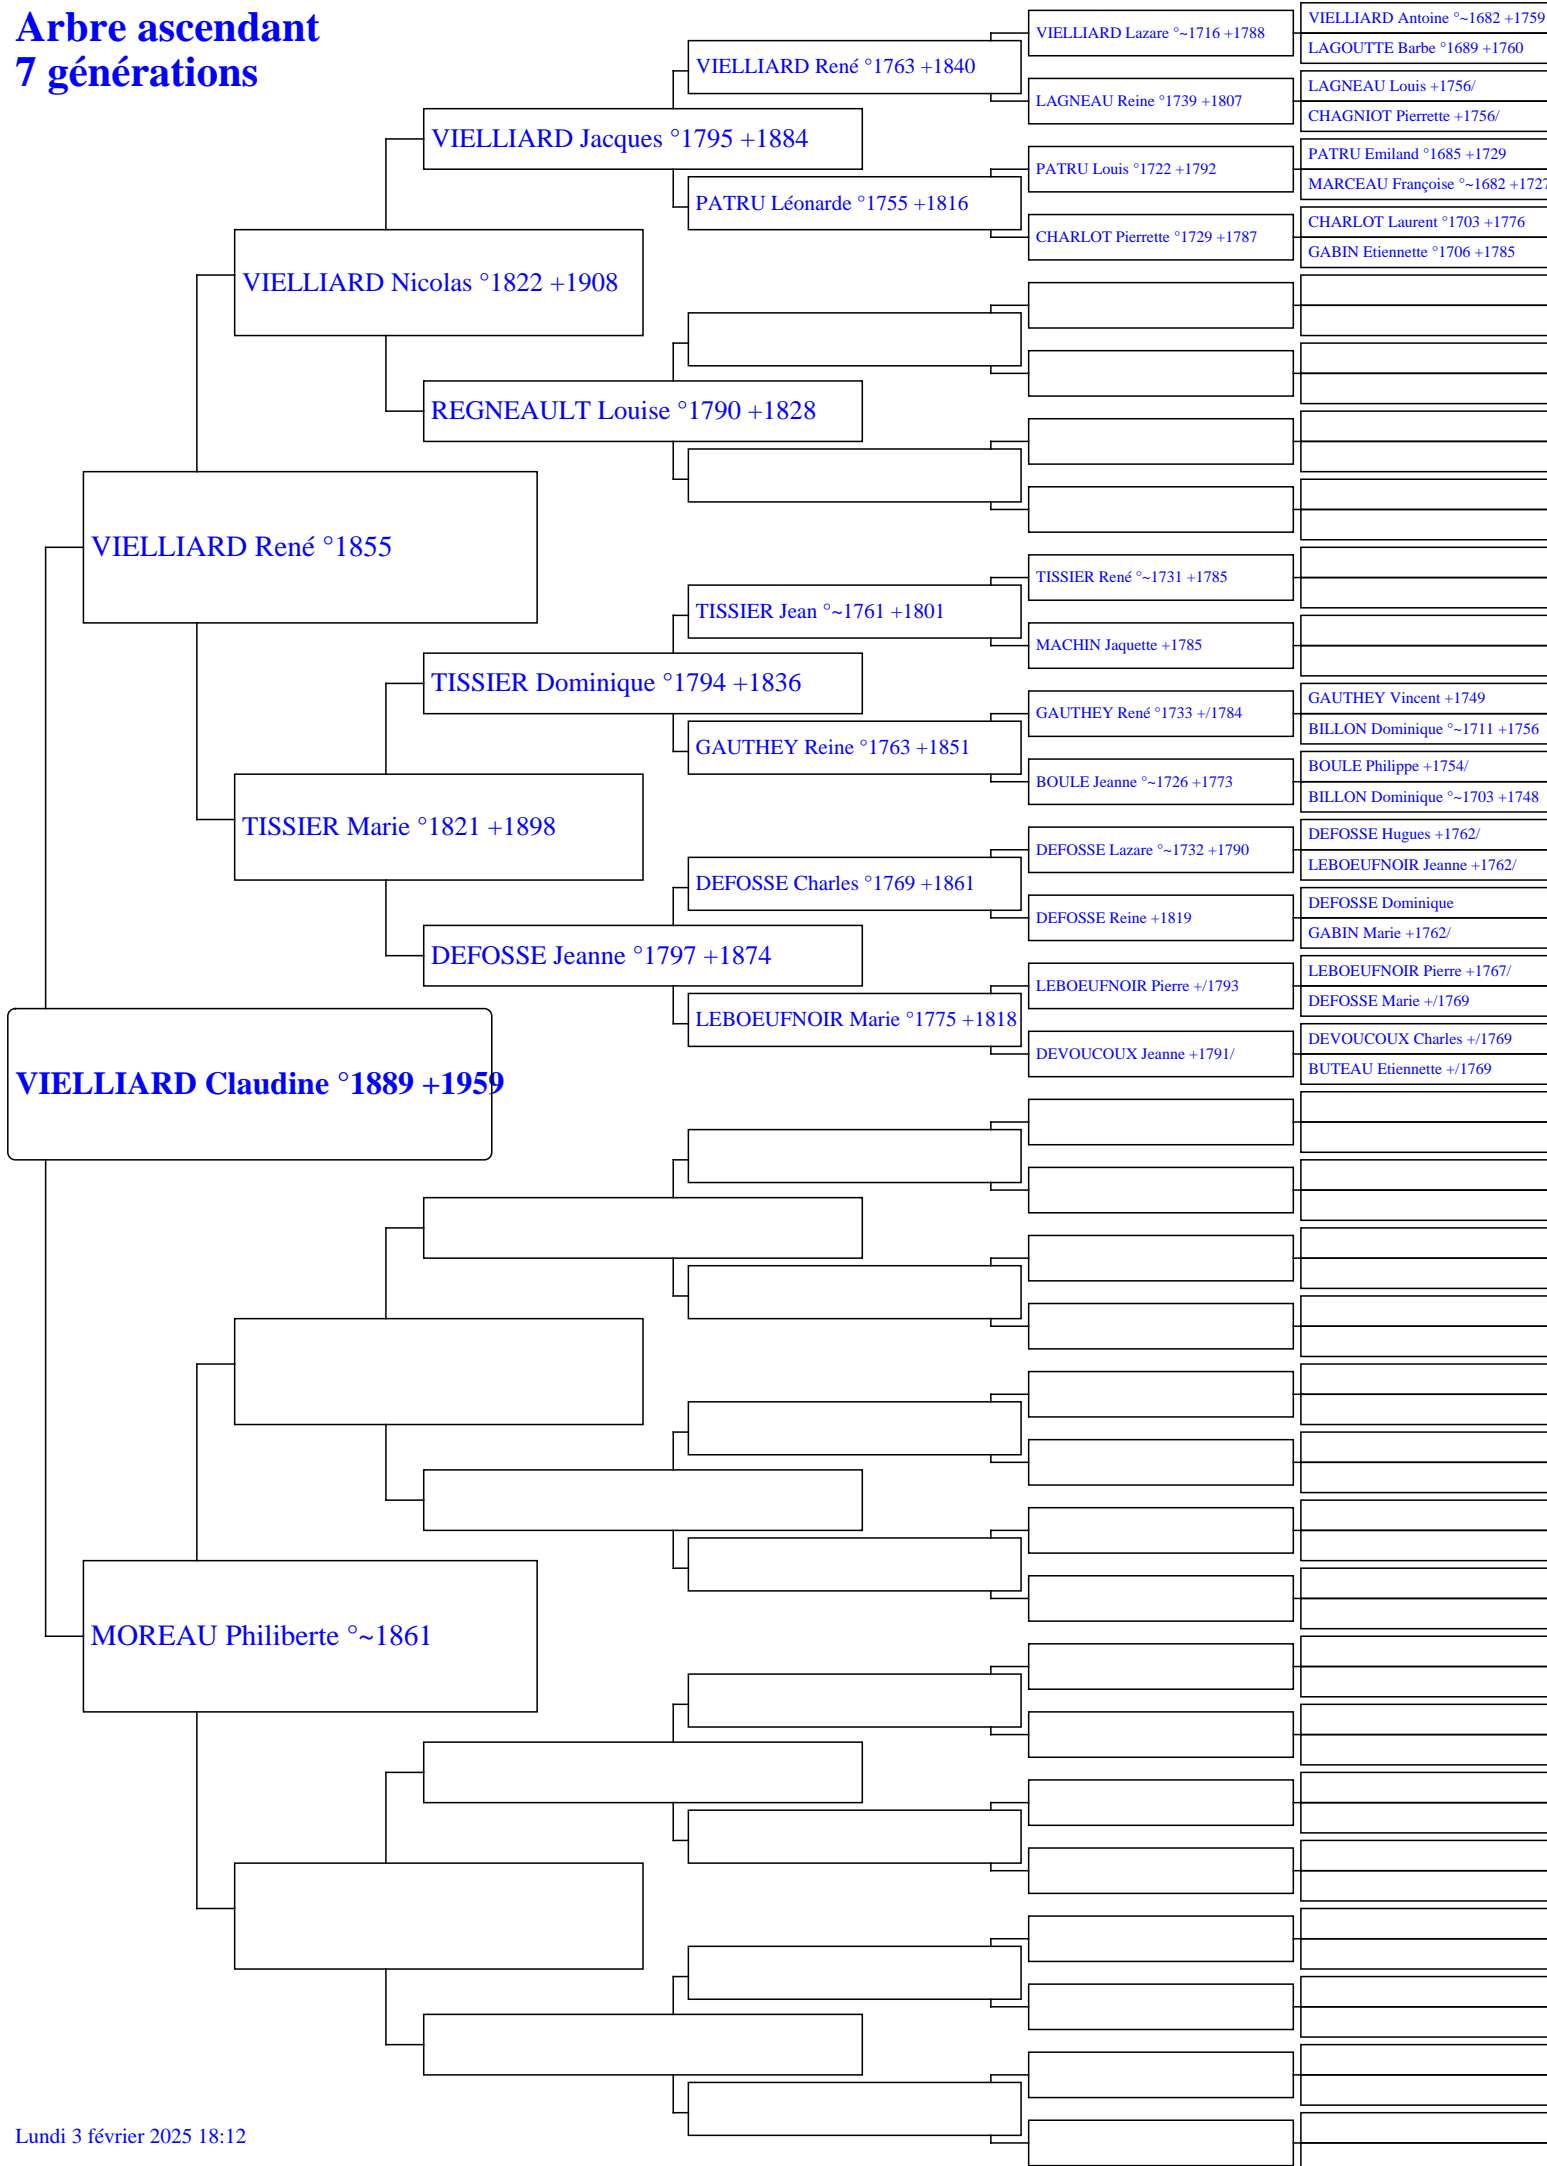 Arbre ascendant
7 générations
VIELLIARD Claudine °1889 +1959
VIELLIARD René °1855
MOREAU Philiberte °~1861
VIELLIARD Nicolas °1822 +1908
TISSIER Marie °1821 +1898
VIELLIARD Jacques °1795 +1884
REGNEAULT Louise °1790 +1828
TISSIER Dominique °1794 +1836
DEFOSSE Jeanne °1797 +1874
VIELLIARD René °1763 +1840
PATRU Léonarde °1755 +1816
TISSIER Jean °~1761 +1801
GAUTHEY Reine °1763 +1851
DEFOSSE Charles °1769 +1861
LEBOEUFNOIR Marie °1775 +1818
VIELLIARD Lazare °~1716 +1788
LAGNEAU Reine °1739 +1807
PATRU Louis °1722 +1792
CHARLOT Pierrette °1729 +1787
TISSIER René °~1731 +1785
MACHIN Jaquette +1785
GAUTHEY René °1733 +/1784
BOULE Jeanne °~1726 +1773
DEFOSSE Lazare °~1732 +1790
DEFOSSE Reine +1819
LEBOEUFNOIR Pierre +/1793
DEVOUCOUX Jeanne +1791/
VIELLIARD Antoine °~1682 +1759
LAGOUTTE Barbe °1689 +1760
LAGNEAU Louis +1756/
CHAGNIOT Pierrette +1756/
PATRU Emiland °1685 +1729
MARCEAU Françoise °~1682 +1727
CHARLOT Laurent °1703 +1776
GABIN Etiennette °1706 +1785
GAUTHEY Vincent +1749
BILLON Dominique °~1711 +1756
BOULE Philippe +1754/
BILLON Dominique °~1703 +1748
DEFOSSE Hugues +1762/
LEBOEUFNOIR Jeanne +1762/
DEFOSSE Dominique
GABIN Marie +1762/
LEBOEUFNOIR Pierre +1767/
DEFOSSE Marie +/1769
DEVOUCOUX Charles +/1769
BUTEAU Etiennette +/1769
Lundi 3 février 2025 18:12